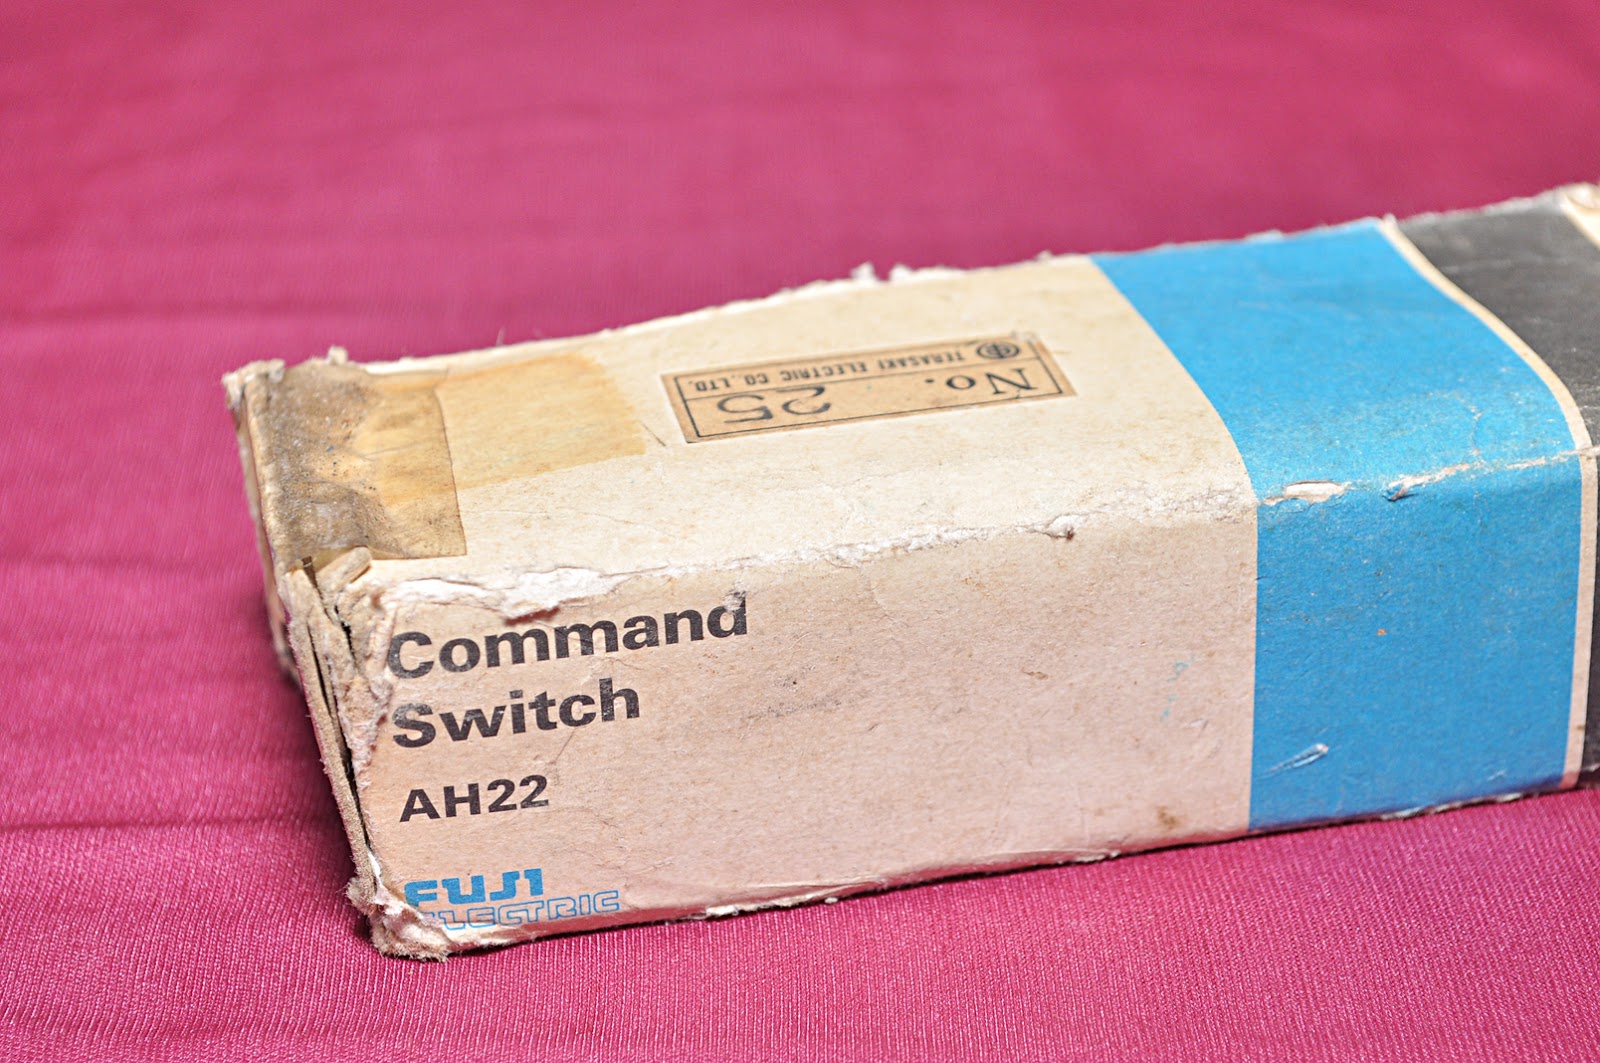 TERASAKI ELECTRIC CO.,LTD.
No. 25
Command
Switch
AH22
FUJI
ELECTRIC